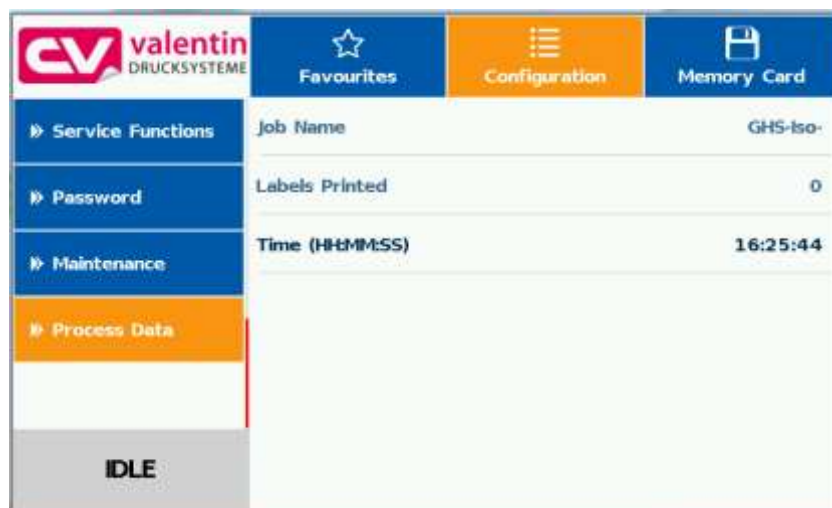 CV valentin
DRUCKSYSTEME
Favourites
Configuration
Memory Card
Service Functions
Job Name GHS-Iso-
Password
Labels Printed 0
Maintenance
Time (HH:MM:SS) 16:25:44
Process Data
IDLE